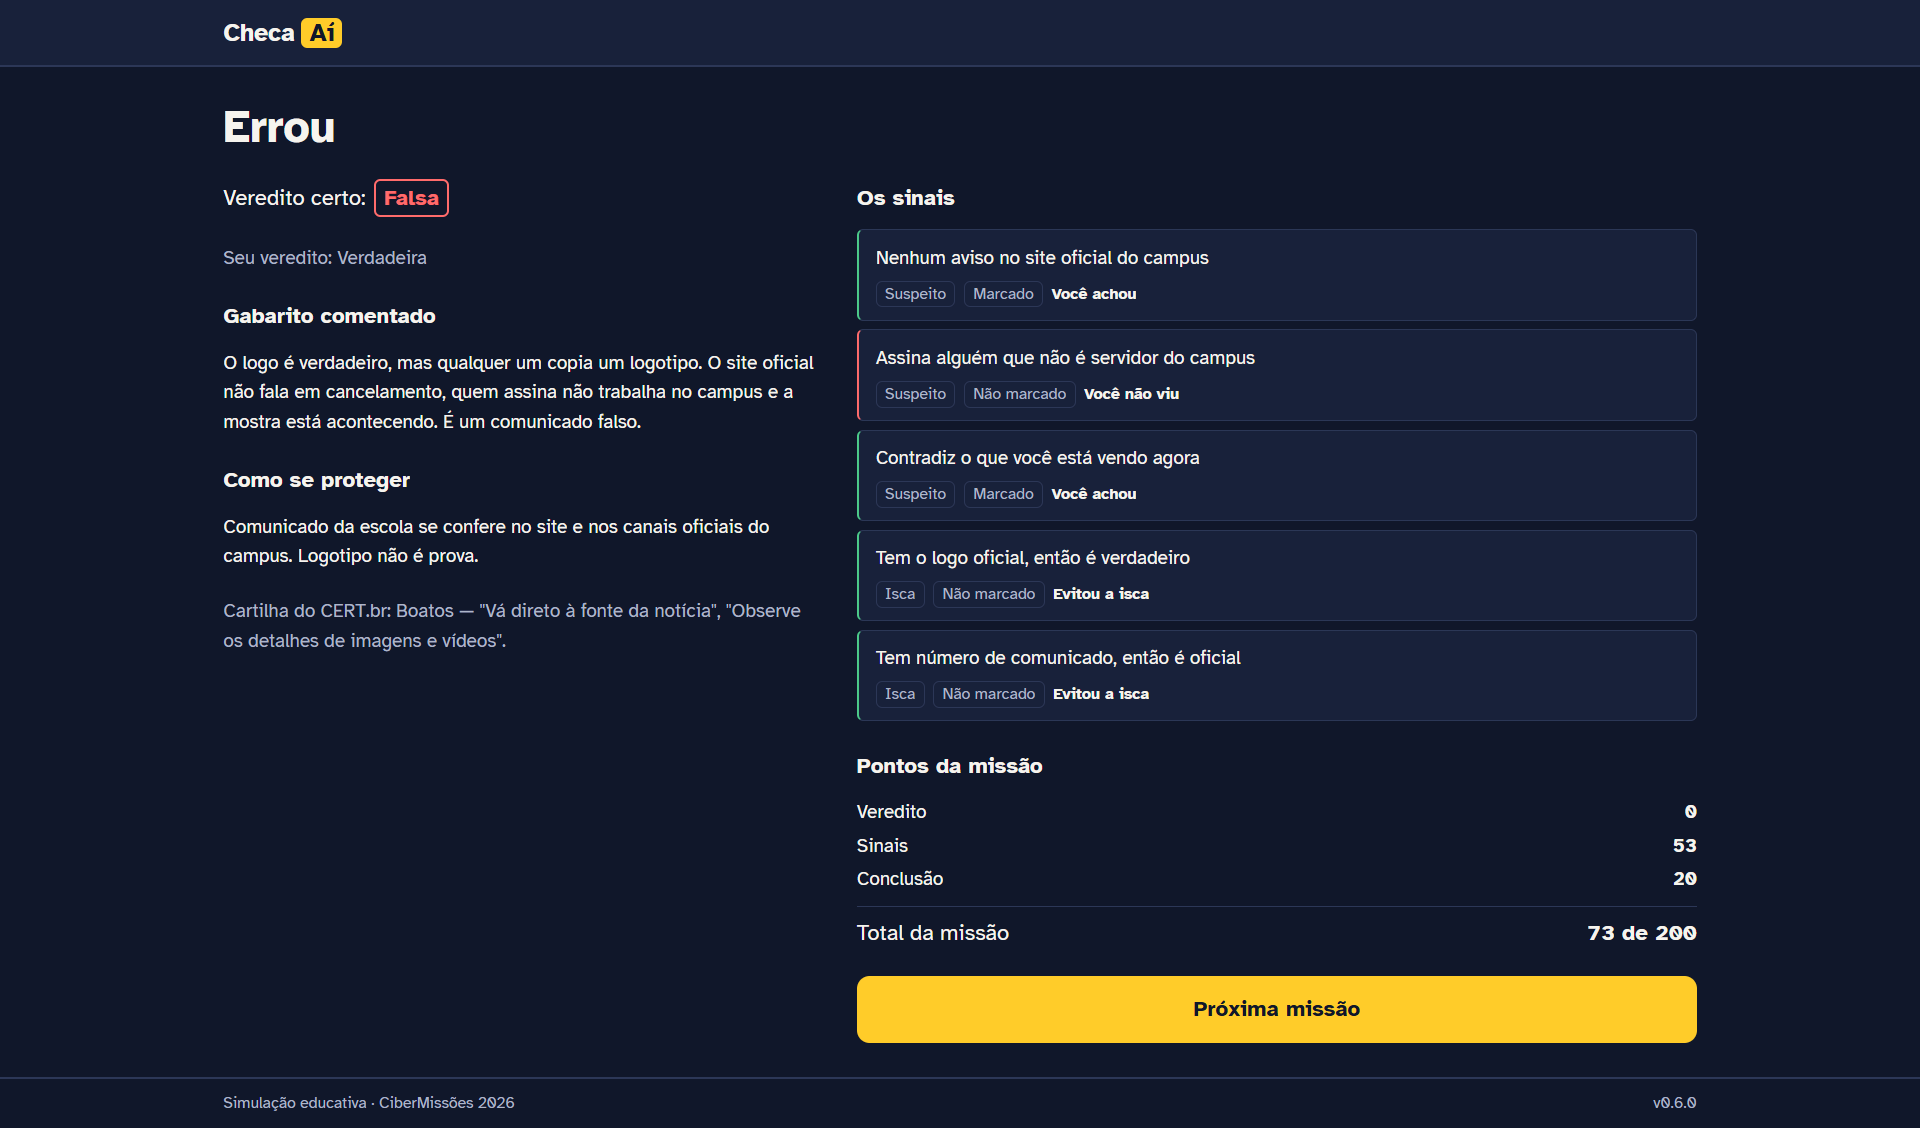 Checa Aí
Errou
Veredito certo: Falsa
Seu veredito: Verdadeira
Gabarito comentado
O logo é verdadeiro, mas qualquer um copia um logotipo. O site oficial
não fala em cancelamento, quem assina não trabalha no campus e a
mostra está acontecendo. É um comunicado falso.
Como se proteger
Comunicado da escola se confere no site e nos canais oficiais do
campus. Logotipo não é prova.
Cartilha do CERT.br: Boatos — "Vá direto à fonte da notícia", "Observe
os detalhes de imagens e vídeos".
Os sinais
Nenhum aviso no site oficial do campus
Suspeito Marcado Você achou
Assina alguém que não é servidor do campus
Suspeito Não marcado Você não viu
Contradiz o que você está vendo agora
Suspeito Marcado Você achou
Tem o logo oficial, então é verdadeiro
Isca Não marcado Evitou a isca
Tem número de comunicado, então é oficial
Isca Não marcado Evitou a isca
Pontos da missão
Veredito 0
Sinais 53
Conclusão 20
Total da missão 73 de 200
Próxima missão
Simulação educativa · CiberMissões 2026
v0.6.0